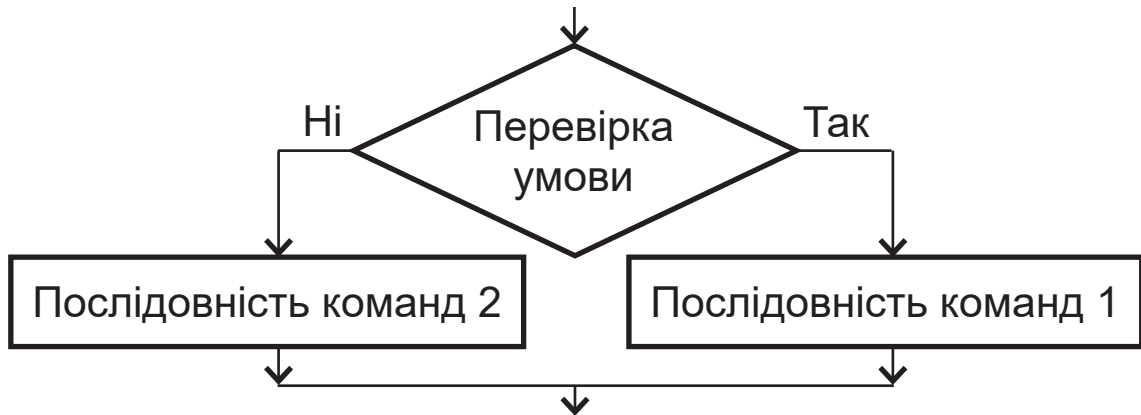 Ні
Перевірка
умови
Так
Послідовність команд 2
Послідовність команд 1